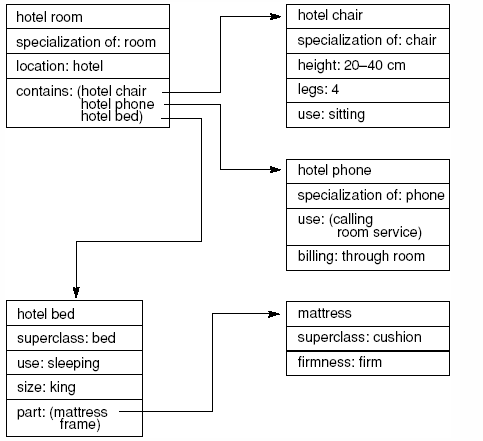 hotel room
specialization of: room
location: hotel
contains: (hotel chair
hotel phone
hotel bed)
hotel chair
specialization of: chair
height: 20–40 cm
legs: 4
use: sitting
hotel phone
specialization of: phone
use: (calling
room service)
billing: through room
hotel bed
superclass: bed
use: sleeping
size: king
part: (mattress
frame)
mattress
superclass: cushion
firmness: firm